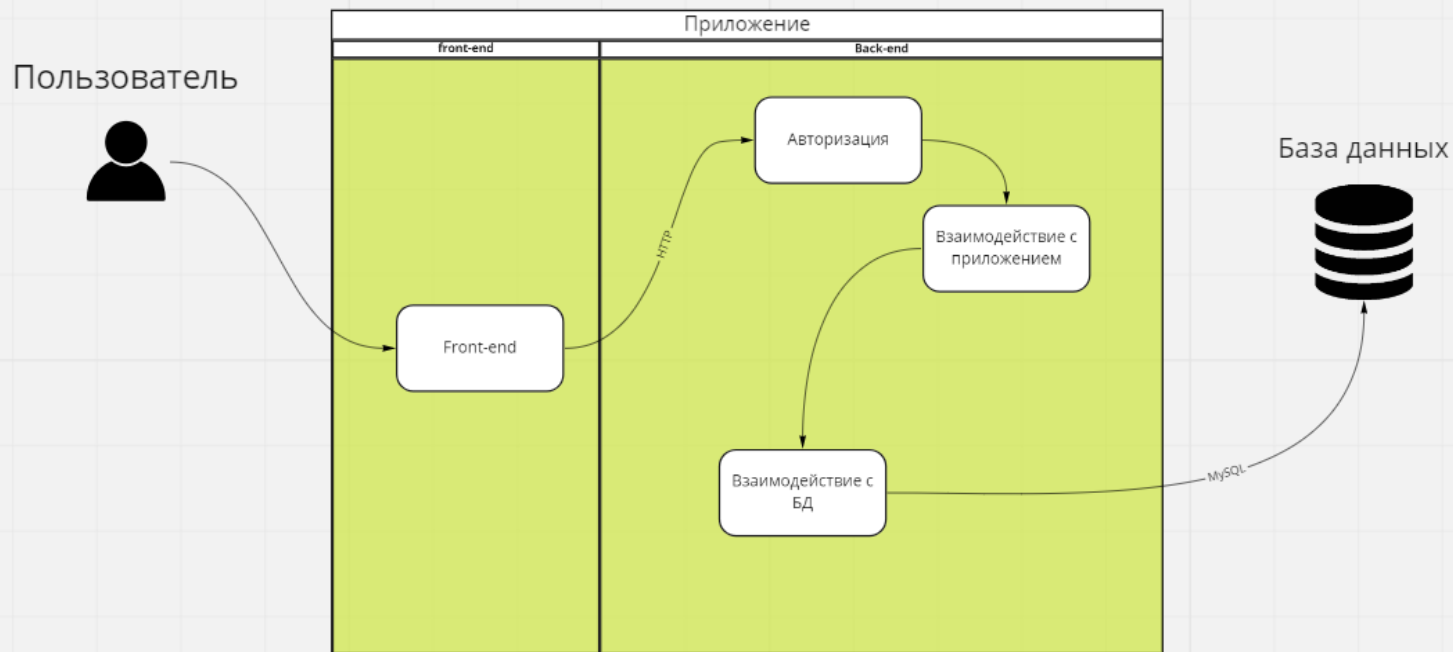 Приложение
front-end
Back-end
Пользователь
Авторизация
База данных
HTTP
Взаимодействие с
приложением
Front-end
Взаимодействие с
БД
MySQL